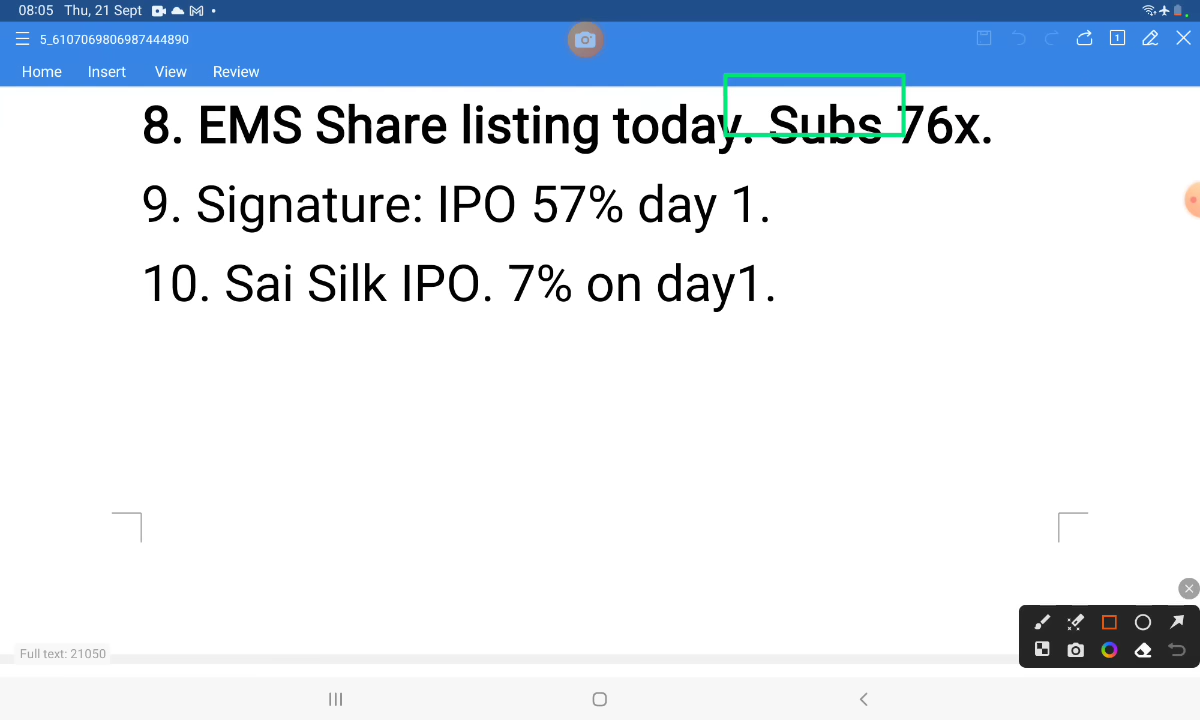 08:05 Thu, 21 Sept
5_6107069806987444890
1
Home Insert View Review
8. EMS Share listing today. Subs 76x.
9. Signature: IPO 57% day 1.
10. Sai Silk IPO. 7% on day1.
Full text: 21050